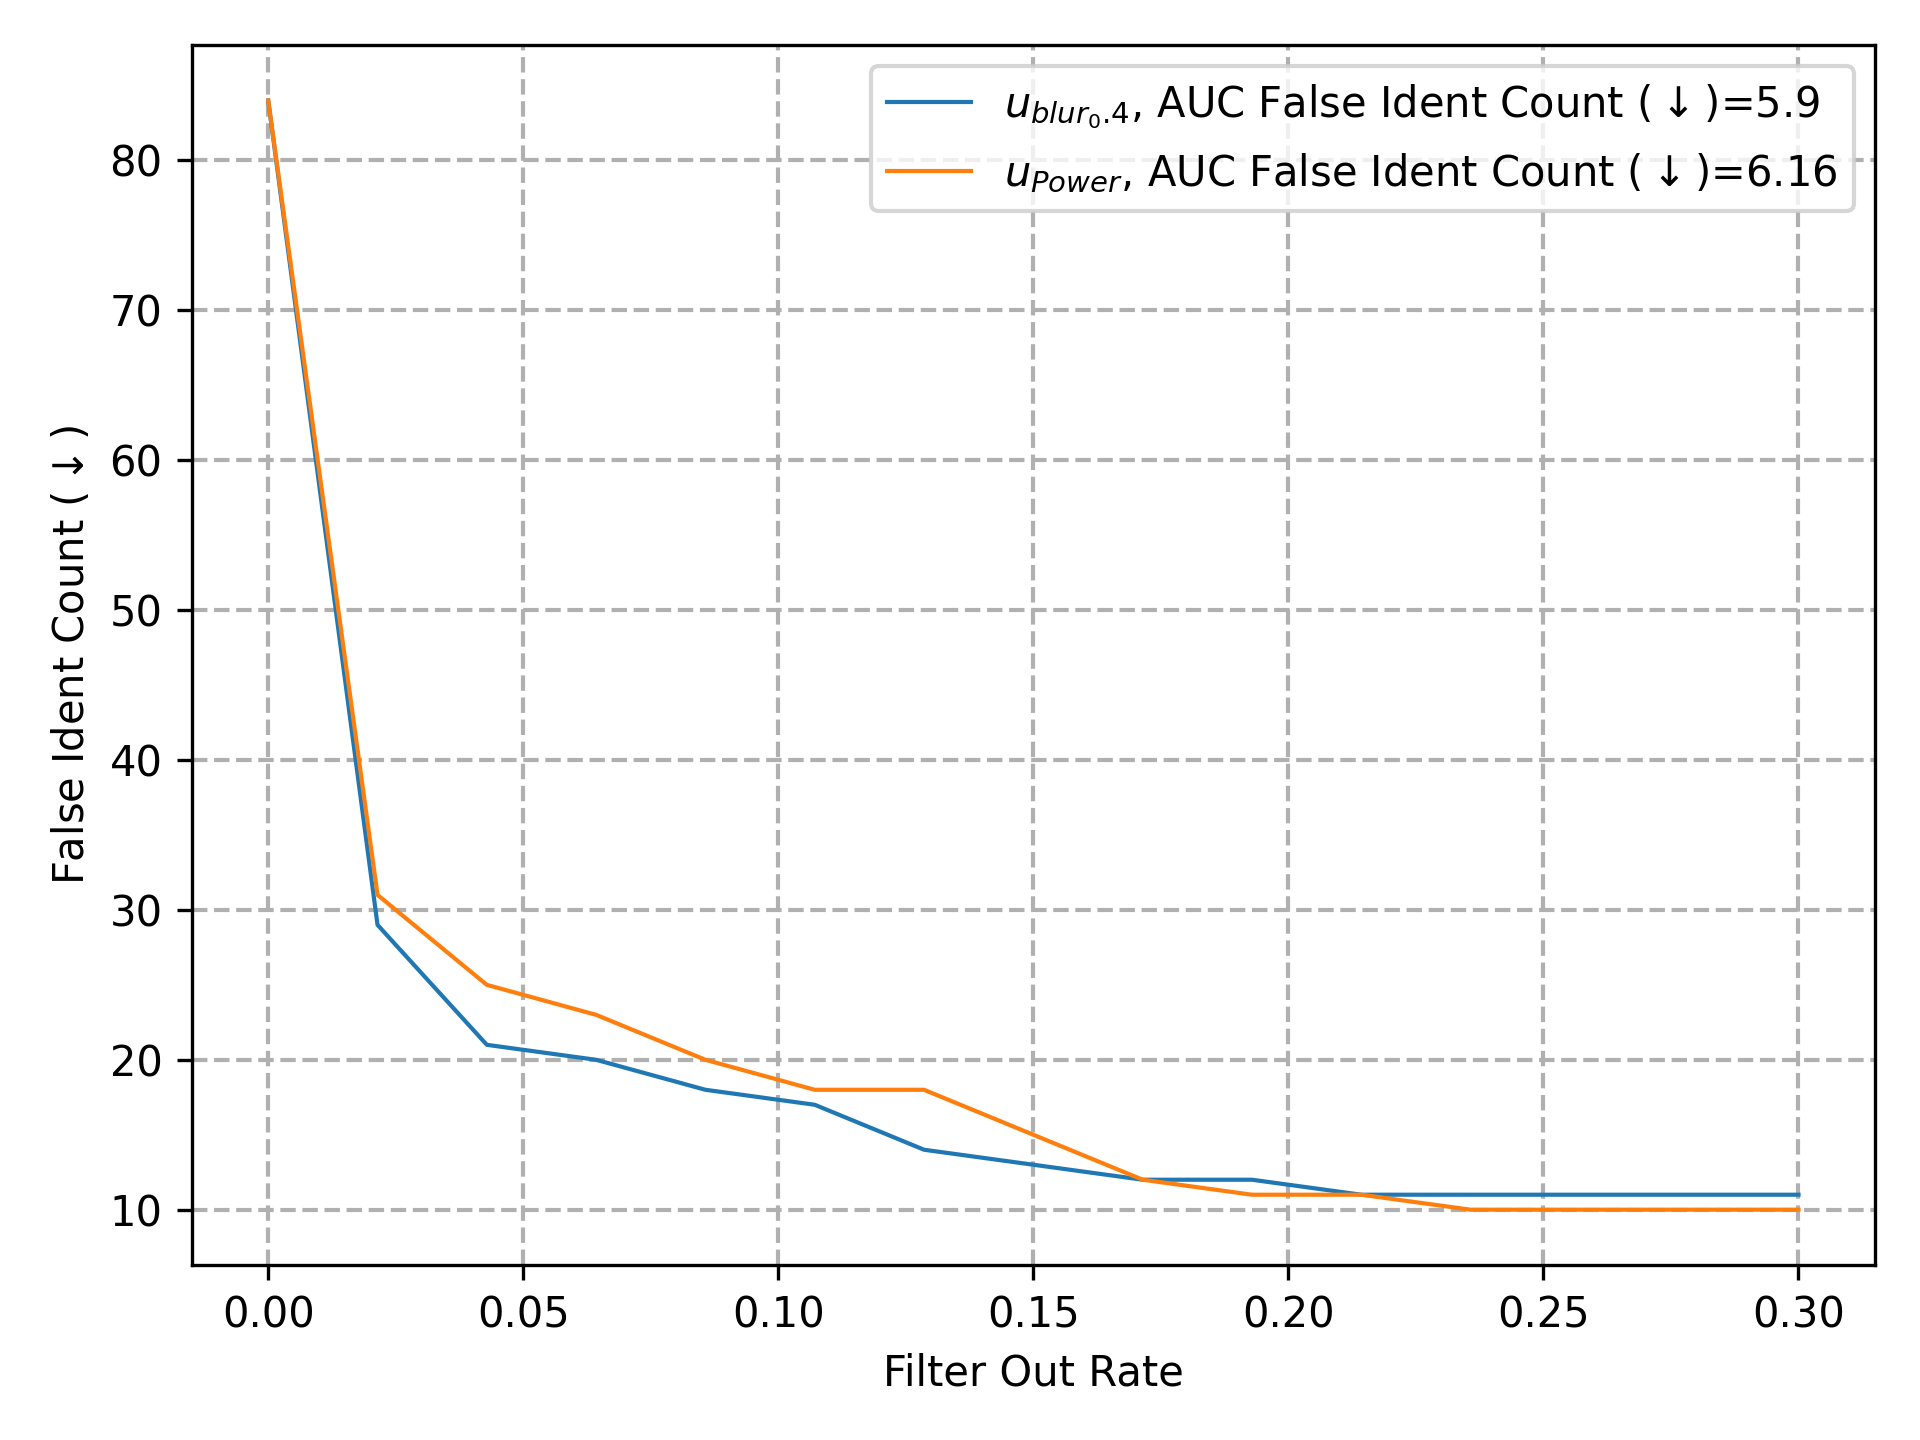 u_{blur_0.4}, AUC False Ident Count (↓)=5.9
u_{Power}, AUC False Ident Count (↓)=6.16
False Ident Count (↓)
80
70
60
50
40
30
20
10
0.00 0.05 0.10 0.15 0.20 0.25 0.30
Filter Out Rate